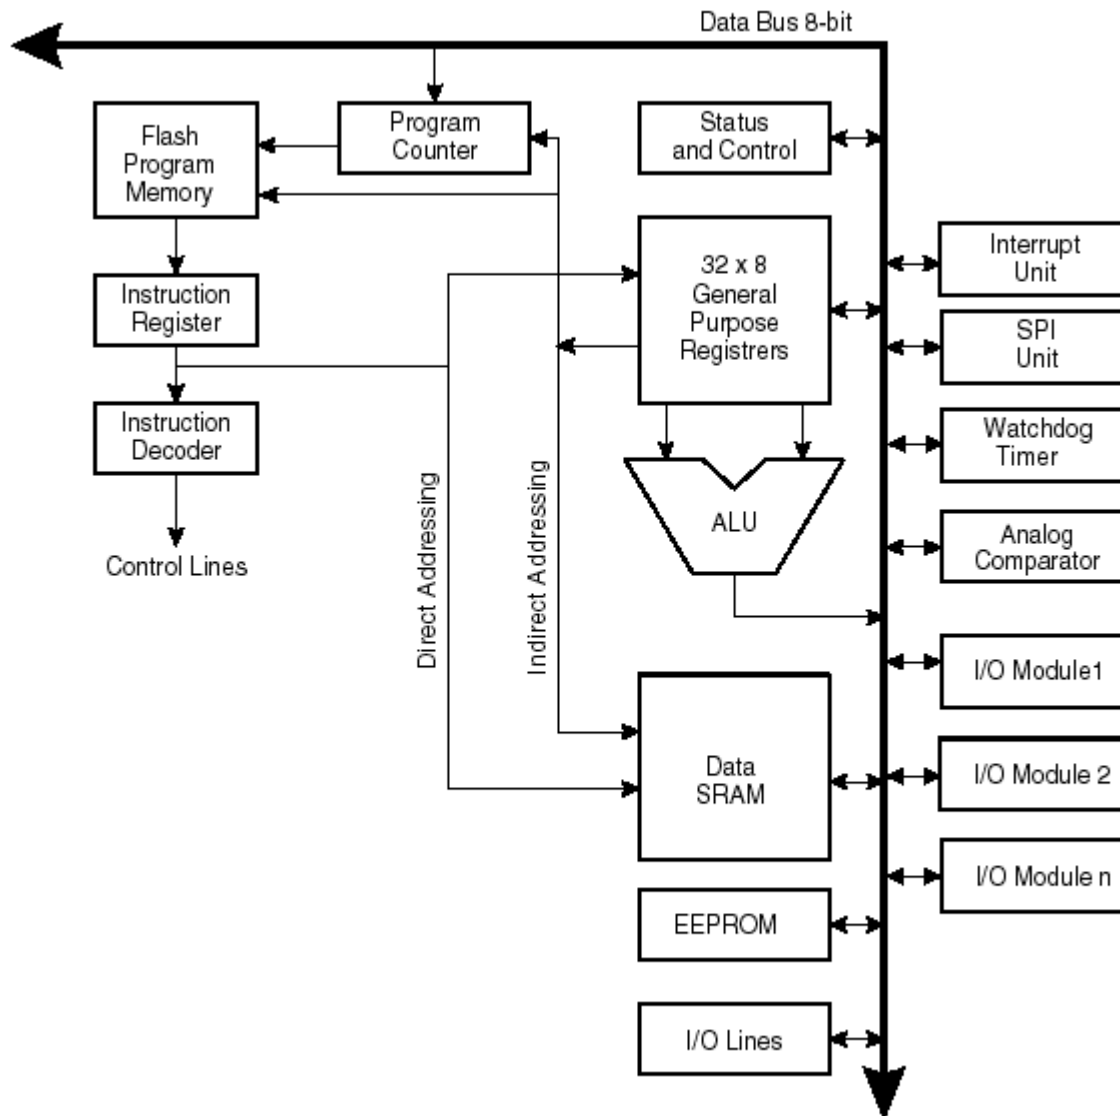 Data Bus 8-bit
Flash
Program
Memory
Program
Counter
Status
and Control
Instruction
Register
32 x 8
General
Purpose
Registrers
Interrupt
Unit
SPI
Unit
Instruction
Decoder
Watchdog
Timer
Control Lines
Direct Addressing
Indirect Addressing
ALU
Analog
Comparator
I/O Module1
Data
SRAM
I/O Module 2
I/O Module n
EEPROM
I/O Lines